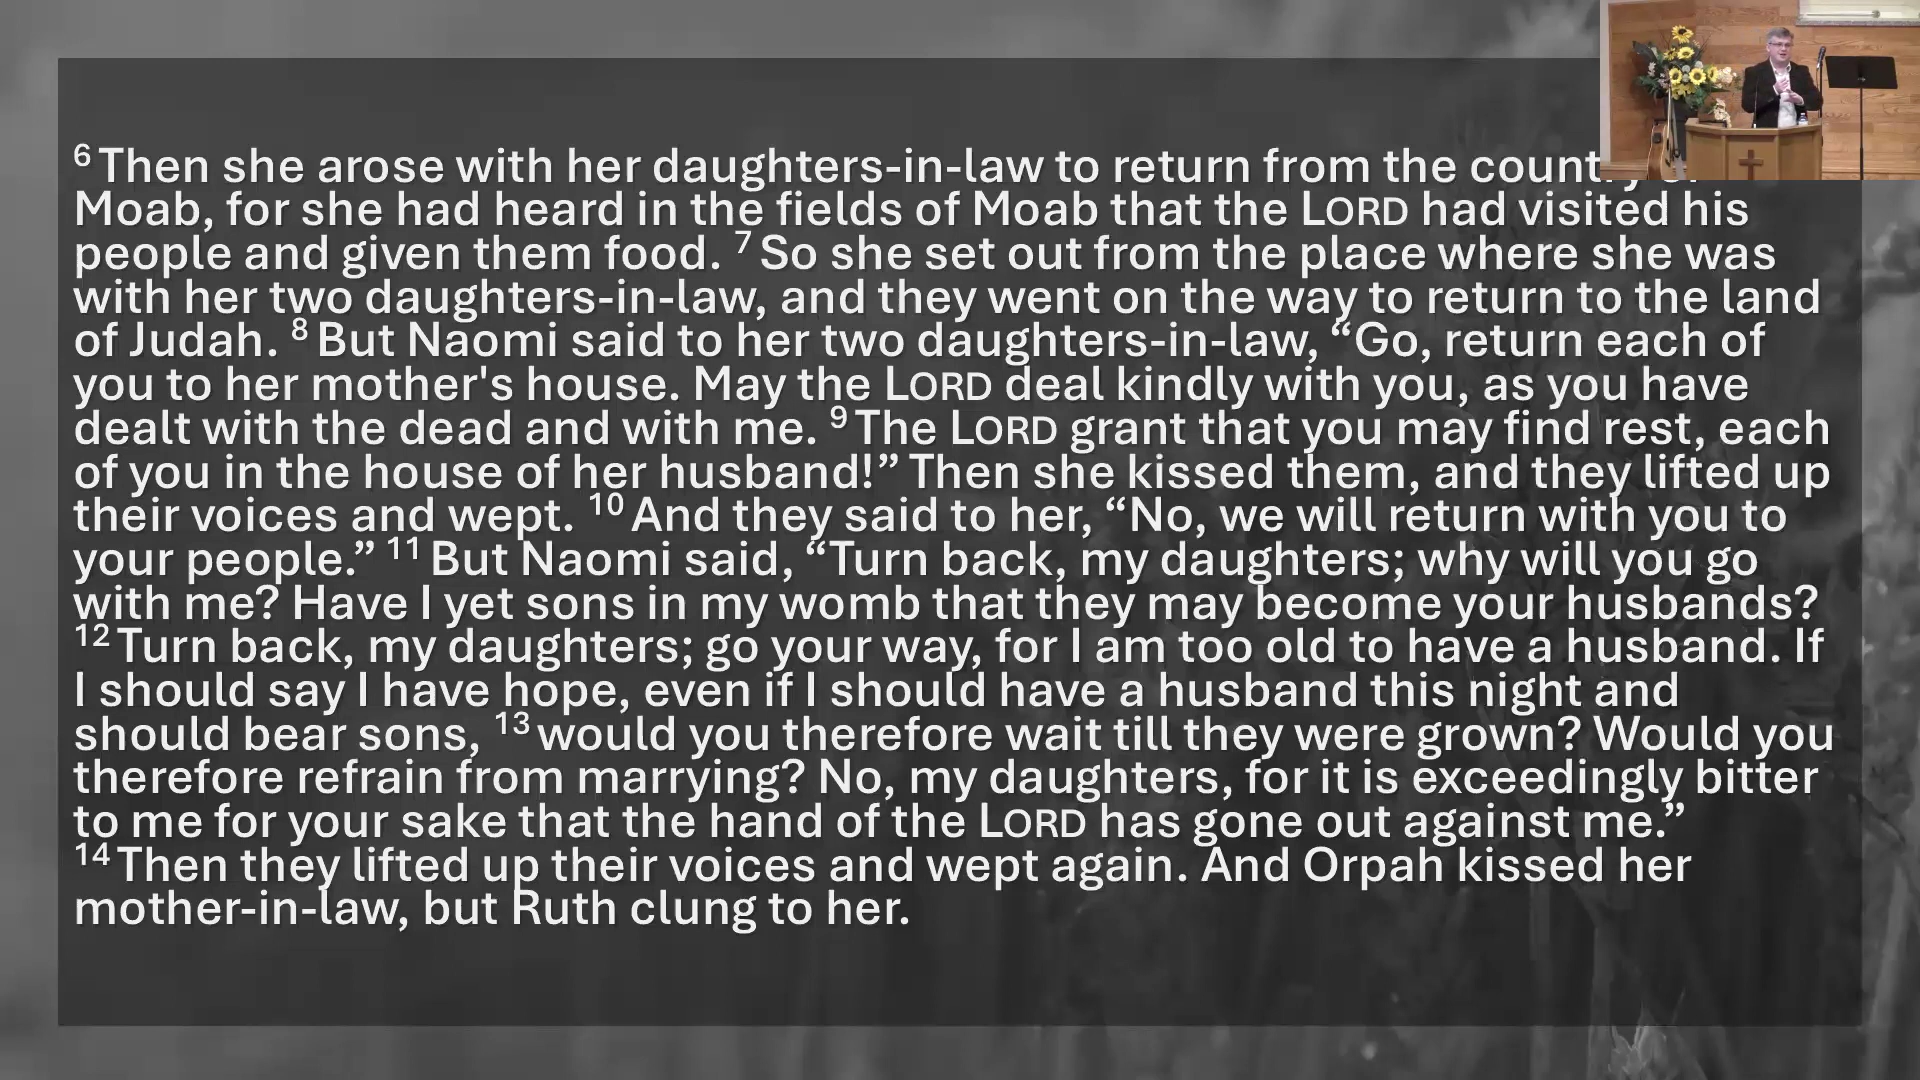 6 Then she arose with her daughters-in-law to return from the country of
Moab, for she had heard in the fields of Moab that the LORD had visited his
people and given them food. 7 So she set out from the place where she was
with her two daughters-in-law, and they went on the way to return to the land
of Judah. 8 But Naomi said to her two daughters-in-law, “Go, return each of
you to her mother's house. May the LORD deal kindly with you, as you have
dealt with the dead and with me. 9 The LORD grant that you may find rest, each
of you in the house of her husband!” Then she kissed them, and they lifted up
their voices and wept. 10 And they said to her, “No, we will return with you to
your people.” 11 But Naomi said, “Turn back, my daughters; why will you go
with me? Have I yet sons in my womb that they may become your husbands?
12 Turn back, my daughters; go your way, for I am too old to have a husband. If
I should say I have hope, even if I should have a husband this night and
should bear sons, 13 would you therefore wait till they were grown? Would you
therefore refrain from marrying? No, my daughters, for it is exceedingly bitter
to me for your sake that the hand of the LORD has gone out against me.”
14 Then they lifted up their voices and wept again. And Orpah kissed her
mother-in-law, but Ruth clung to her.